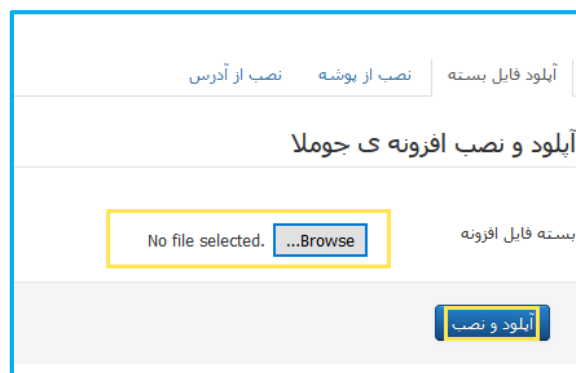 آپلود فایل بسته نصب از پوشه نصب از آدرس
آپلود و نصب افزونه ی جوملا
بسته فایل افزونه Browse... No file selected.
آپلود و نصب